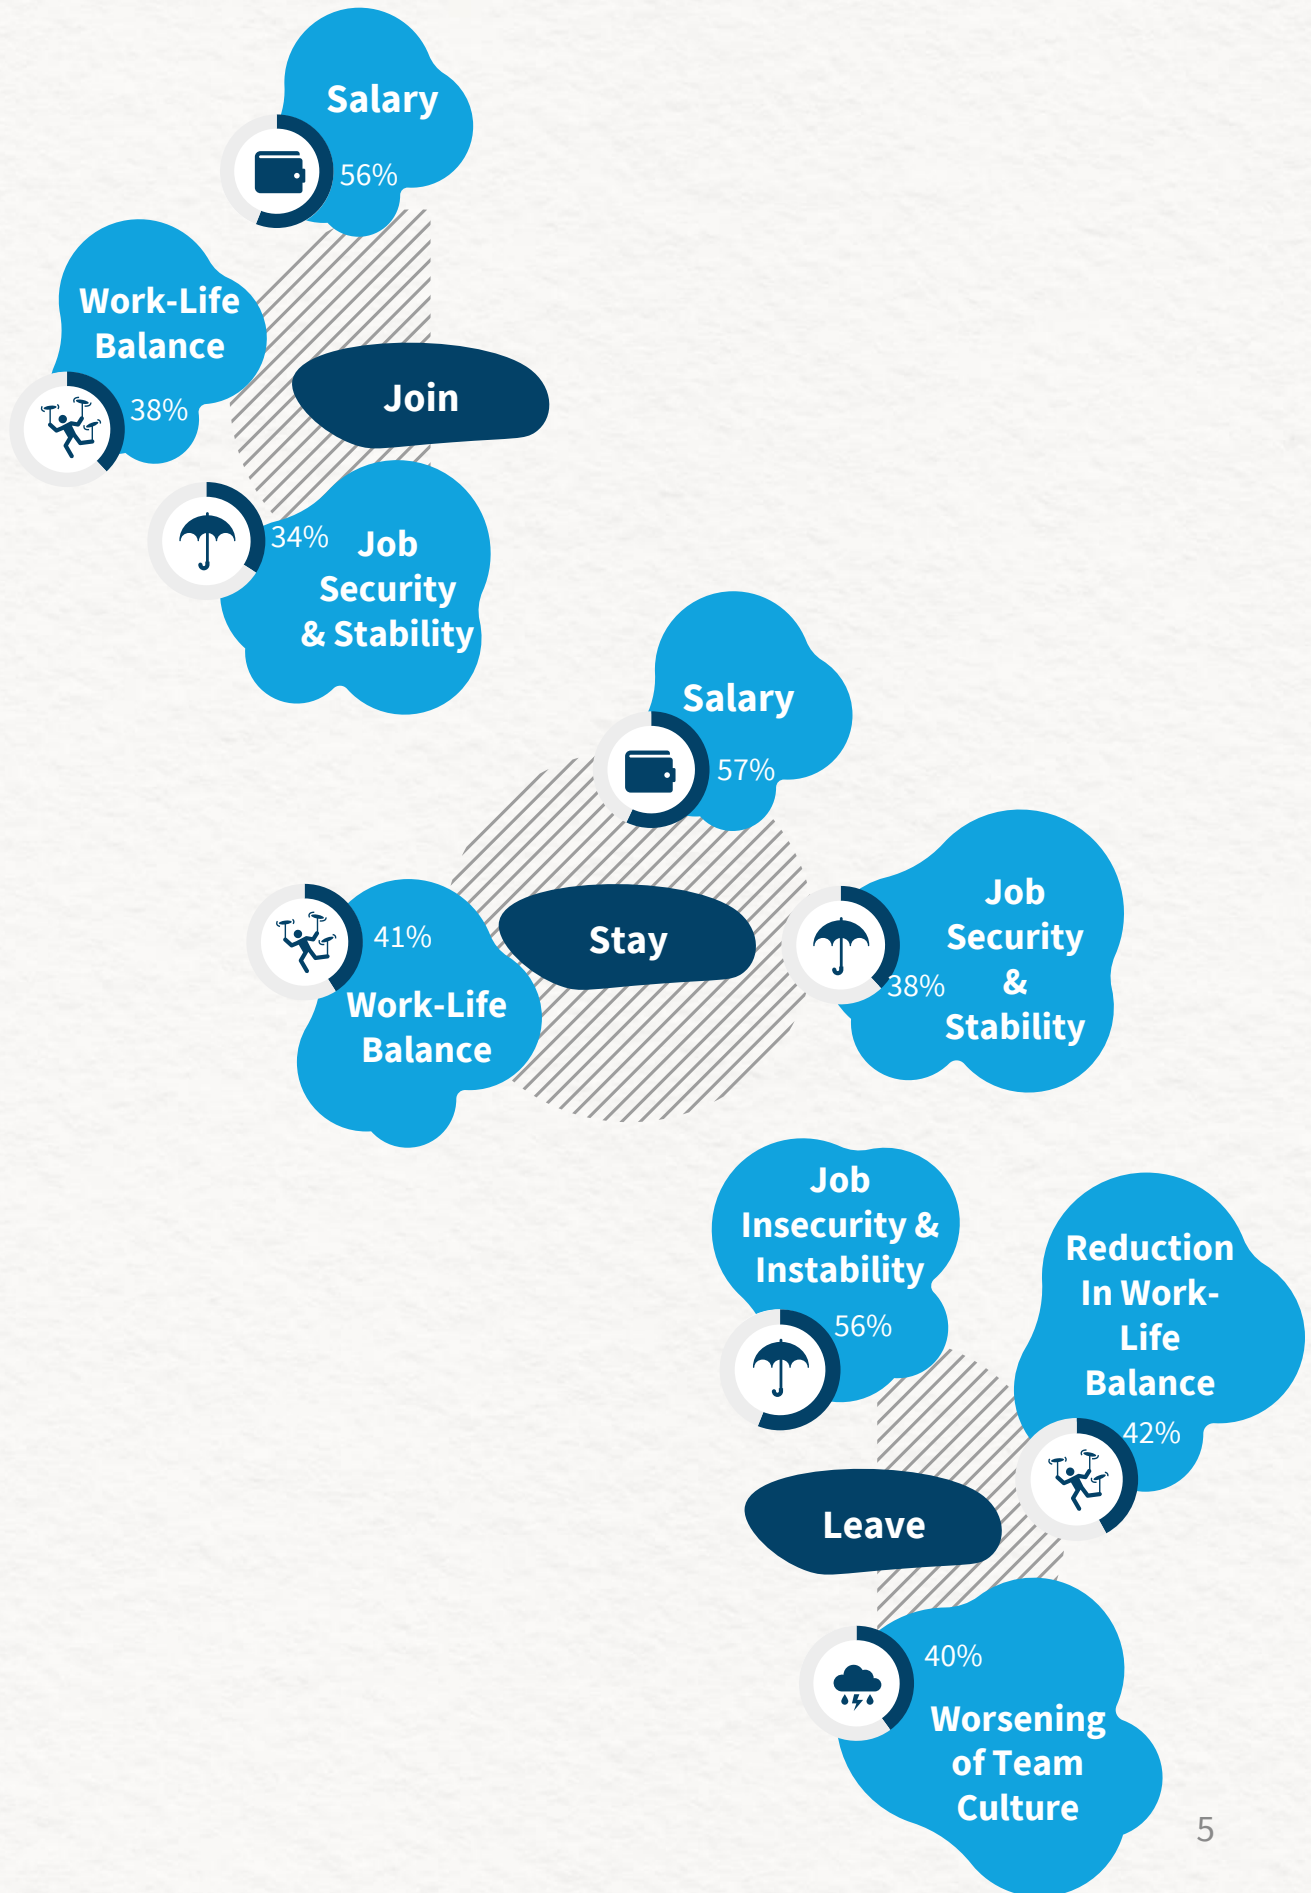 Salary
56%
Work-Life
Balance
38%
Join
34%
Job
Security
& Stability
Salary
57%
41%
Work-Life
Balance
Stay
Job
Security
&
Stability
38%
Job
Insecurity &
Instability
56%
Reduction
In Work-
Life
Balance
42%
Leave
40%
Worsening
of Team
Culture
5